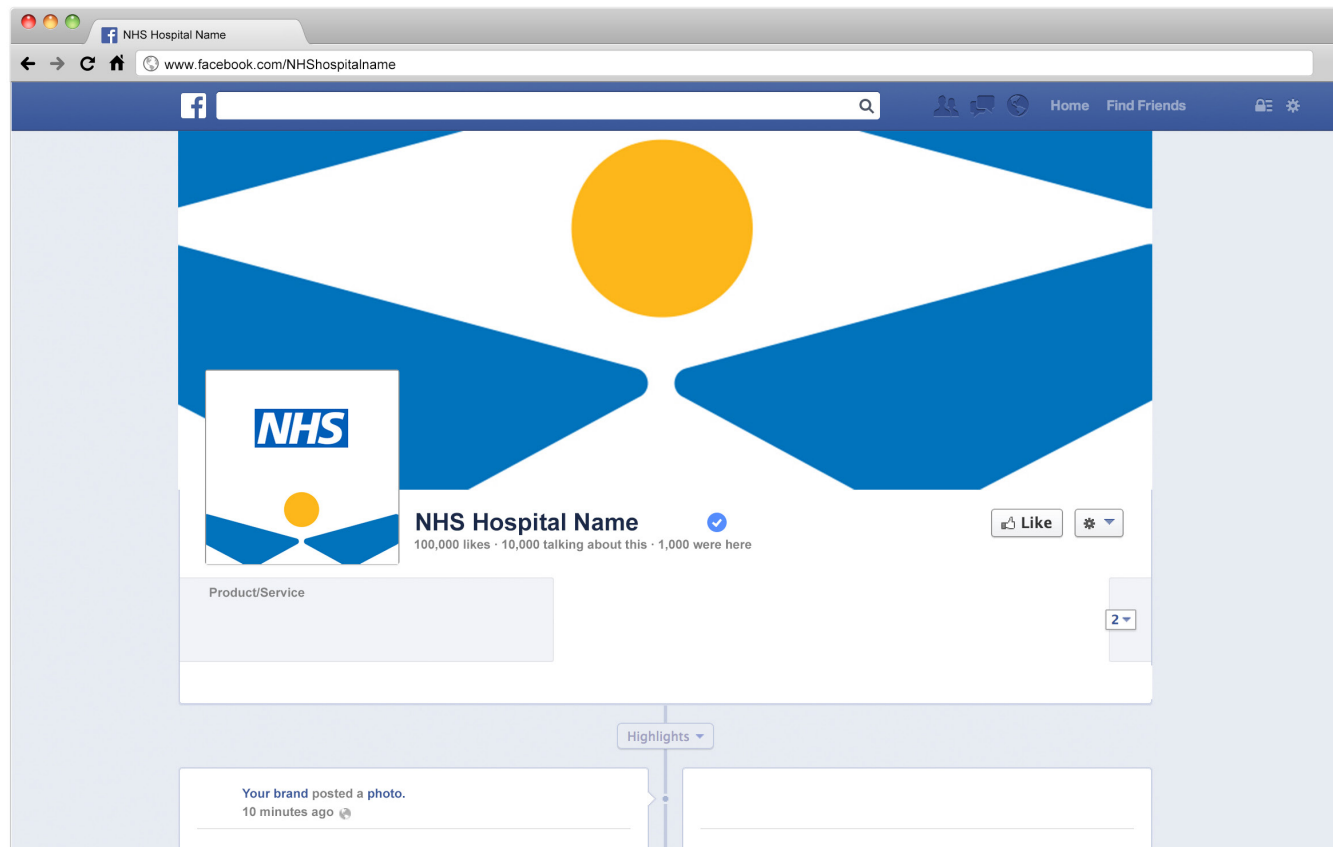 NHS Hospital Name
www.facebook.com/NHShospitalname
f
Home Find Friends
NHS
NHS Hospital Name
Like
100,000 likes · 10,000 talking about this · 1,000 were here
Product/Service
2
Highlights
Your brand posted a photo.
10 minutes ago